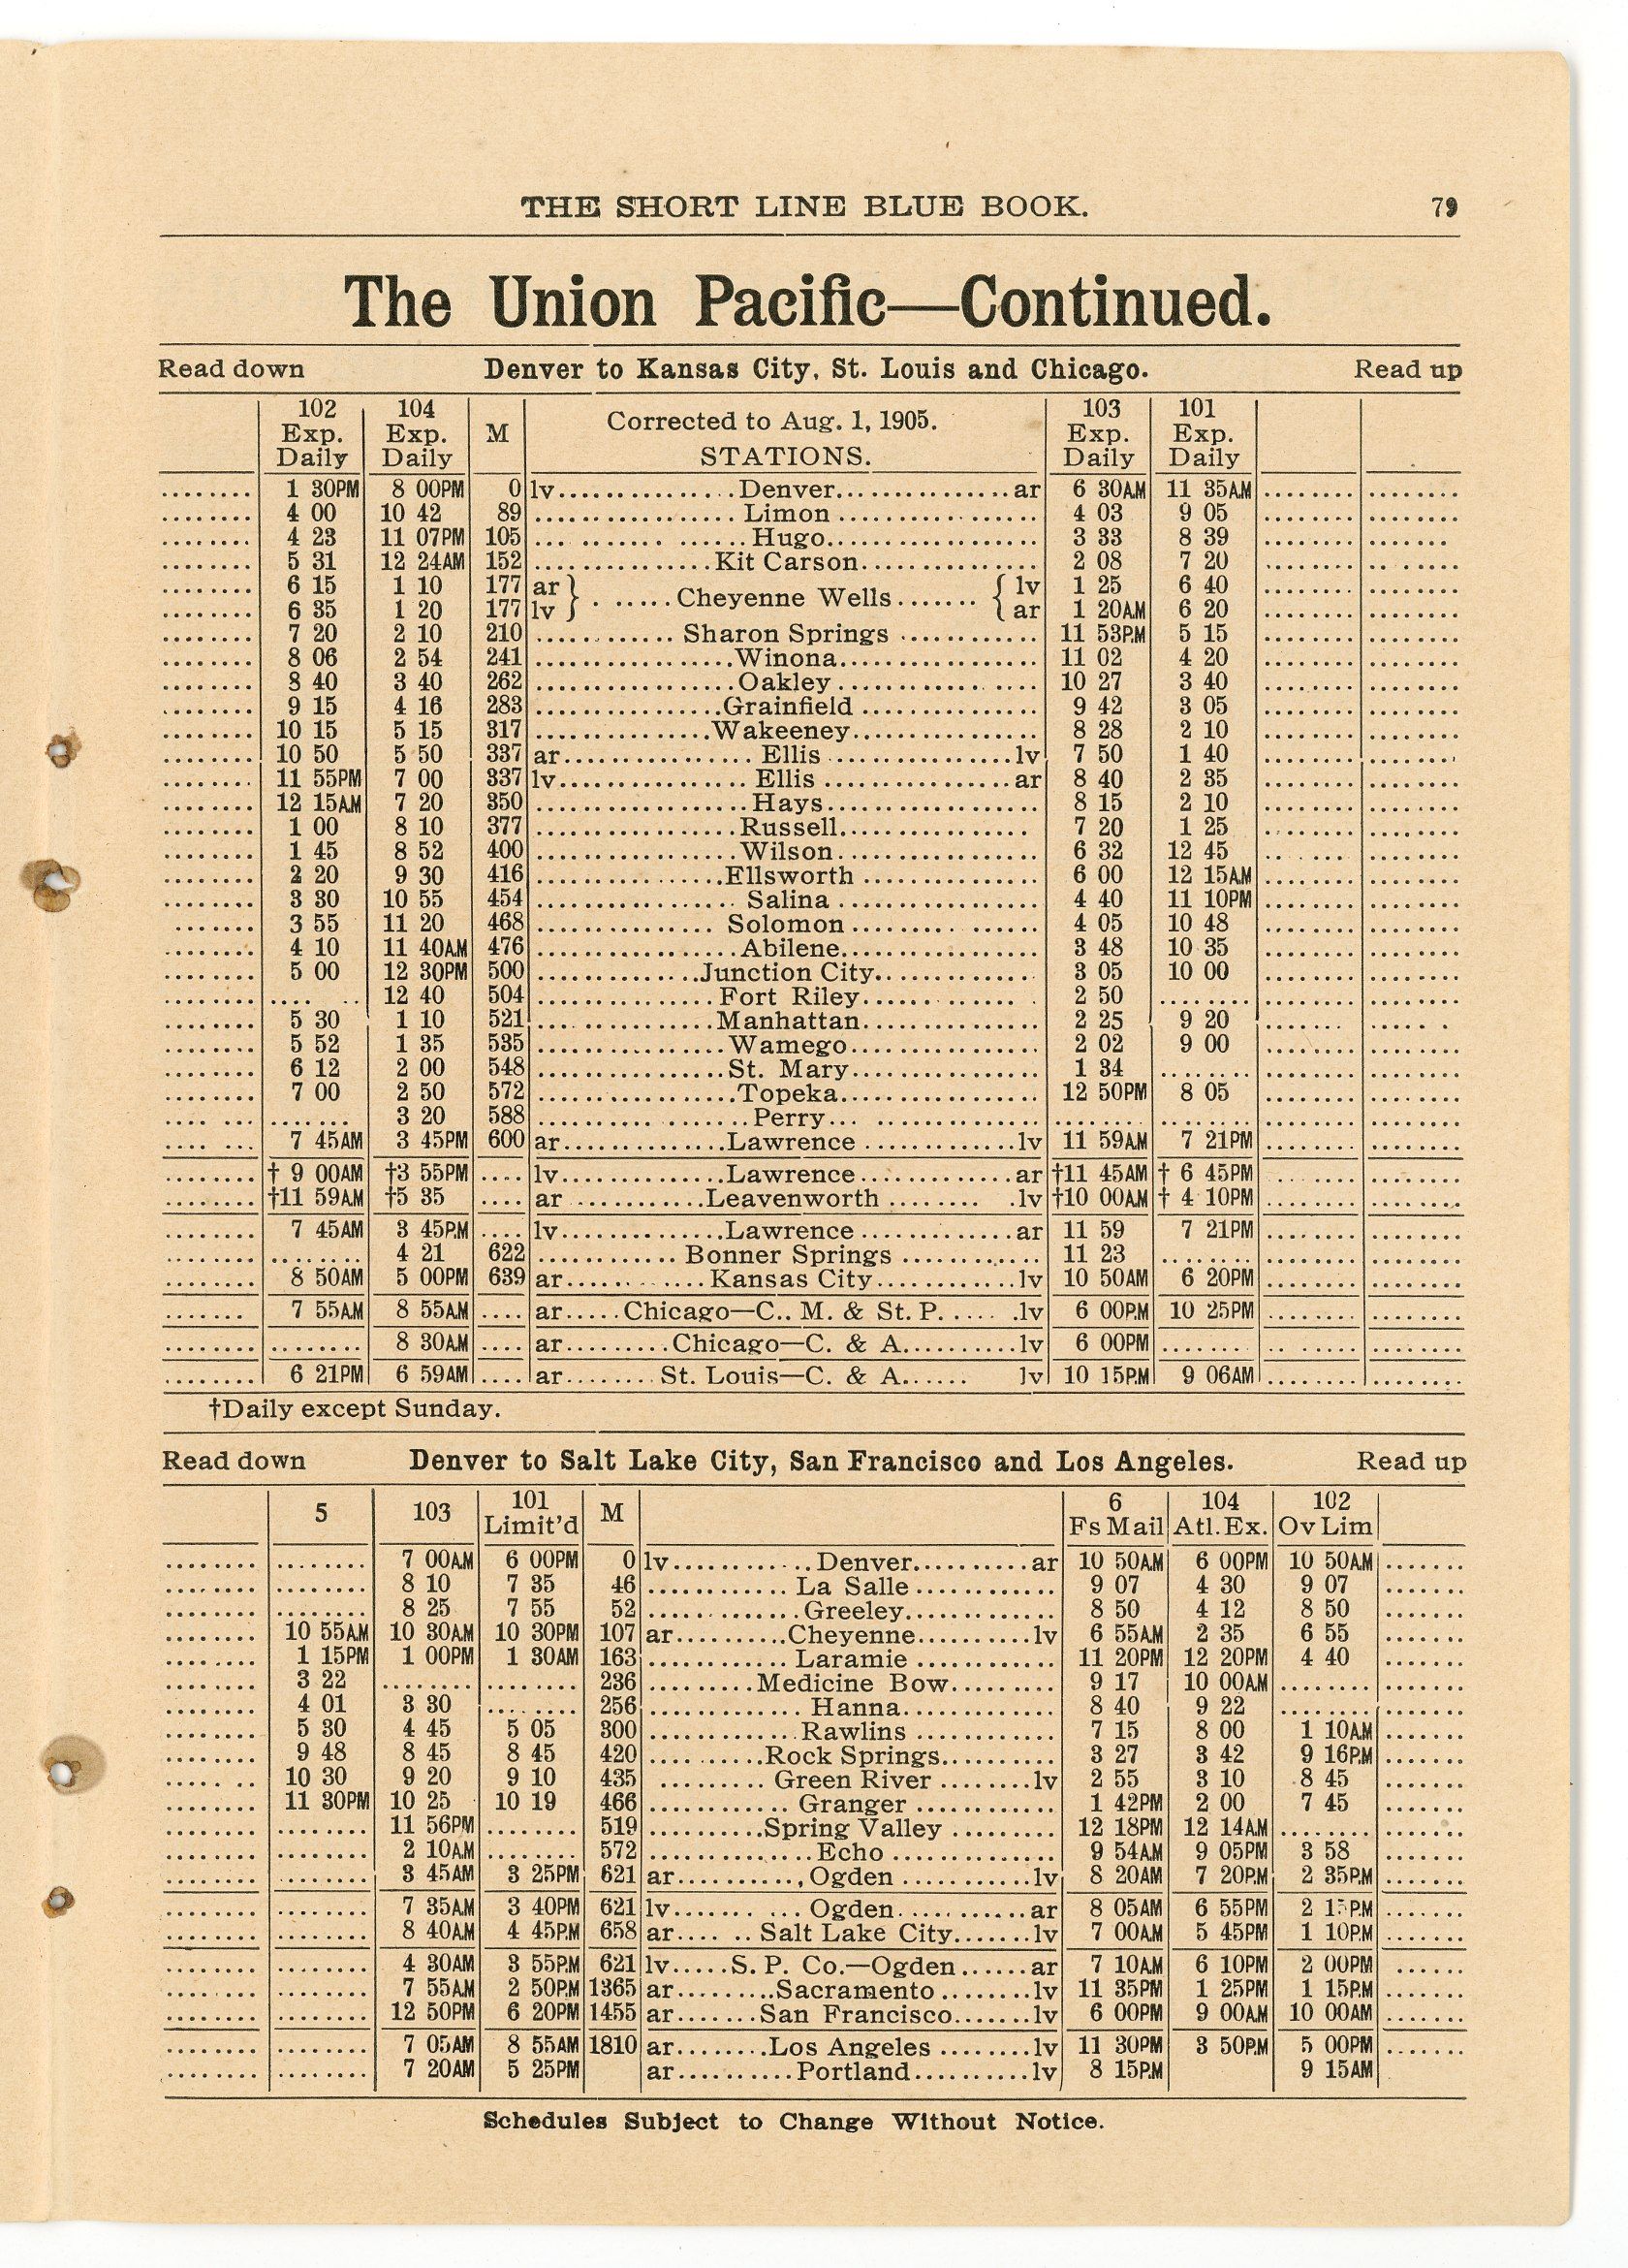 THE SHORT LINE BLUE BOOK. 79
The Union Pacific—Continued.
Read down Denver to Kansas City, St. Louis and Chicago. Read up
102 Exp. Daily 104 Exp. Daily M Corrected to Aug. 1, 1905. STATIONS. 103 Exp. Daily 101 Exp. Daily
1 30PM 8 00PM 0 lv Denver ar 6 30AM 11 35AM
4 00 10 42 89 Limon 4 03 9 05
4 23 11 07PM 105 Hugo 3 33 8 39
5 31 12 24AM 152 Kit Carson 2 08 7 20
6 15 1 10 177 ar Cheyenne Wells lv 1 25 6 40
6 35 1 20 177 lv ar 1 20AM 6 20
7 20 2 10 210 Sharon Springs 11 53PM 5 15
8 06 2 54 241 Winona 11 02 4 20
8 40 3 40 262 Oakley 10 27 3 40
9 15 4 16 283 Grainfield 9 42 3 05
10 15 5 15 317 Wakeeney 8 28 2 10
10 50 5 50 337 ar Ellis lv 7 50 1 40
11 55PM 7 00 337 lv Ellis ar 8 40 2 35
12 15AM 7 20 350 Hays 8 15 2 10
1 00 8 10 377 Russell 7 20 1 25
1 45 8 52 400 Wilson 6 32 12 45
2 20 9 30 416 Ellsworth 6 00 12 15AM
3 30 10 55 454 Salina 4 40 11 10PM
3 55 11 20 468 Solomon 4 05 10 48
4 10 11 40AM 476 Abilene 3 48 10 35
5 00 12 30PM 500 Junction City 3 05 10 00
12 40 504 Fort Riley 2 50
5 30 1 10 521 Manhattan 2 25 9 20
5 52 1 35 535 Wamego 2 02 9 00
6 12 2 00 548 St. Mary 1 34
7 00 2 50 572 Topeka 12 50PM 8 05
3 20 588 Perry
7 45AM 3 45PM 600 ar Lawrence lv 11 59AM 7 21PM
† 9 00AM †3 55PM lv Lawrence ar †11 45AM † 6 45PM
†11 59AM †5 35 ar Leavenworth lv †10 00AM † 4 10PM
7 45AM 3 45PM lv Lawrence ar 11 59 7 21PM
4 21 622 Bonner Springs 11 23
8 50AM 5 00PM 639 ar Kansas City lv 10 50AM 6 20PM
7 55AM 8 55AM ar Chicago—C., M. & St. P. lv 6 00PM 10 25PM
8 30AM ar Chicago—C. & A. lv 6 00PM
6 21PM 6 59AM ar St. Louis—C. & A. lv 10 15PM 9 06AM
†Daily except Sunday.
Read down Denver to Salt Lake City, San Francisco and Los Angeles. Read up
5 103 101 Limit'd M 6 Fs Mail 104 Atl. Ex. 102 Ov Lim
7 00AM 6 00PM 0 lv Denver ar 10 50AM 6 00PM 10 50AM
8 10 7 35 46 La Salle 9 07 4 30 9 07
8 25 7 55 52 Greeley 8 50 4 12 8 50
10 55AM 10 30AM 10 30PM 107 ar Cheyenne lv 6 55AM 2 35 6 55
1 15PM 1 00PM 1 30AM 163 Laramie 11 20PM 12 20PM 4 40
3 22 236 Medicine Bow 9 17 10 00AM
4 01 3 30 256 Hanna 8 40 9 22
5 30 4 45 5 05 300 Rawlins 7 15 8 00 1 10AM
9 48 8 45 8 45 420 Rock Springs 3 27 3 42 9 16PM
10 30 9 20 9 10 435 Green River lv 2 55 3 10 8 45
11 30PM 10 25 10 19 466 Granger 1 42PM 2 00 7 45
11 56PM 519 Spring Valley 12 18PM 12 14AM
2 10AM 572 Echo 9 54AM 9 05PM 3 58
3 45AM 3 25PM 621 ar Ogden lv 8 20AM 7 20PM 2 35PM
7 35AM 3 40PM 621 lv Ogden ar 8 05AM 6 55PM 2 PM
8 40AM 4 45PM 658 ar Salt Lake City lv 7 00AM 5 45PM 1 10PM
4 30AM 3 55PM 621 lv S. P. Co.—Ogden ar 7 10AM 6 10PM 2 00PM
7 55AM 2 50PM 1365 ar Sacramento lv 11 35PM 1 25PM 1 15PM
12 50PM 6 20PM 1455 ar San Francisco lv 6 00PM 9 00AM 10 00AM
7 05AM 8 55AM 1810 ar Los Angeles lv 11 30PM 3 50PM 5 00PM
7 20AM 5 25PM ar Portland lv 8 15PM 9 15AM
Schedules Subject to Change Without Notice.